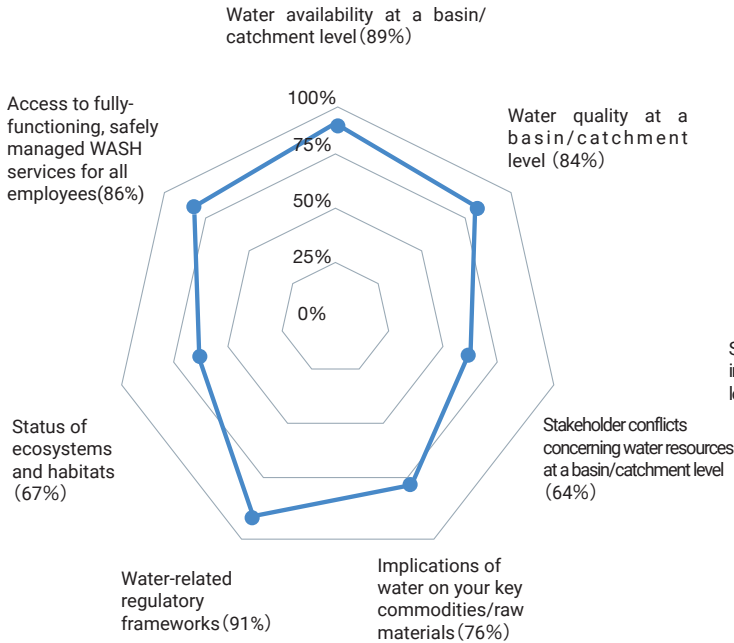 Water availability at a basin/
catchment level(89%)
Access to fully-
functioning, safely
managed WASH
services for all
employees(86%)
100%
75%
50%
25%
0%
Water quality at a
basin/catchment
level (84%)
Stakeholder conflicts
concerning water resources
at a basin/catchment level
(64%)
Status of
ecosystems
and habitats
(67%)
Water-related
regulatory
frameworks(91%)
Implications of
water on your key
commodities/raw
materials(76%)